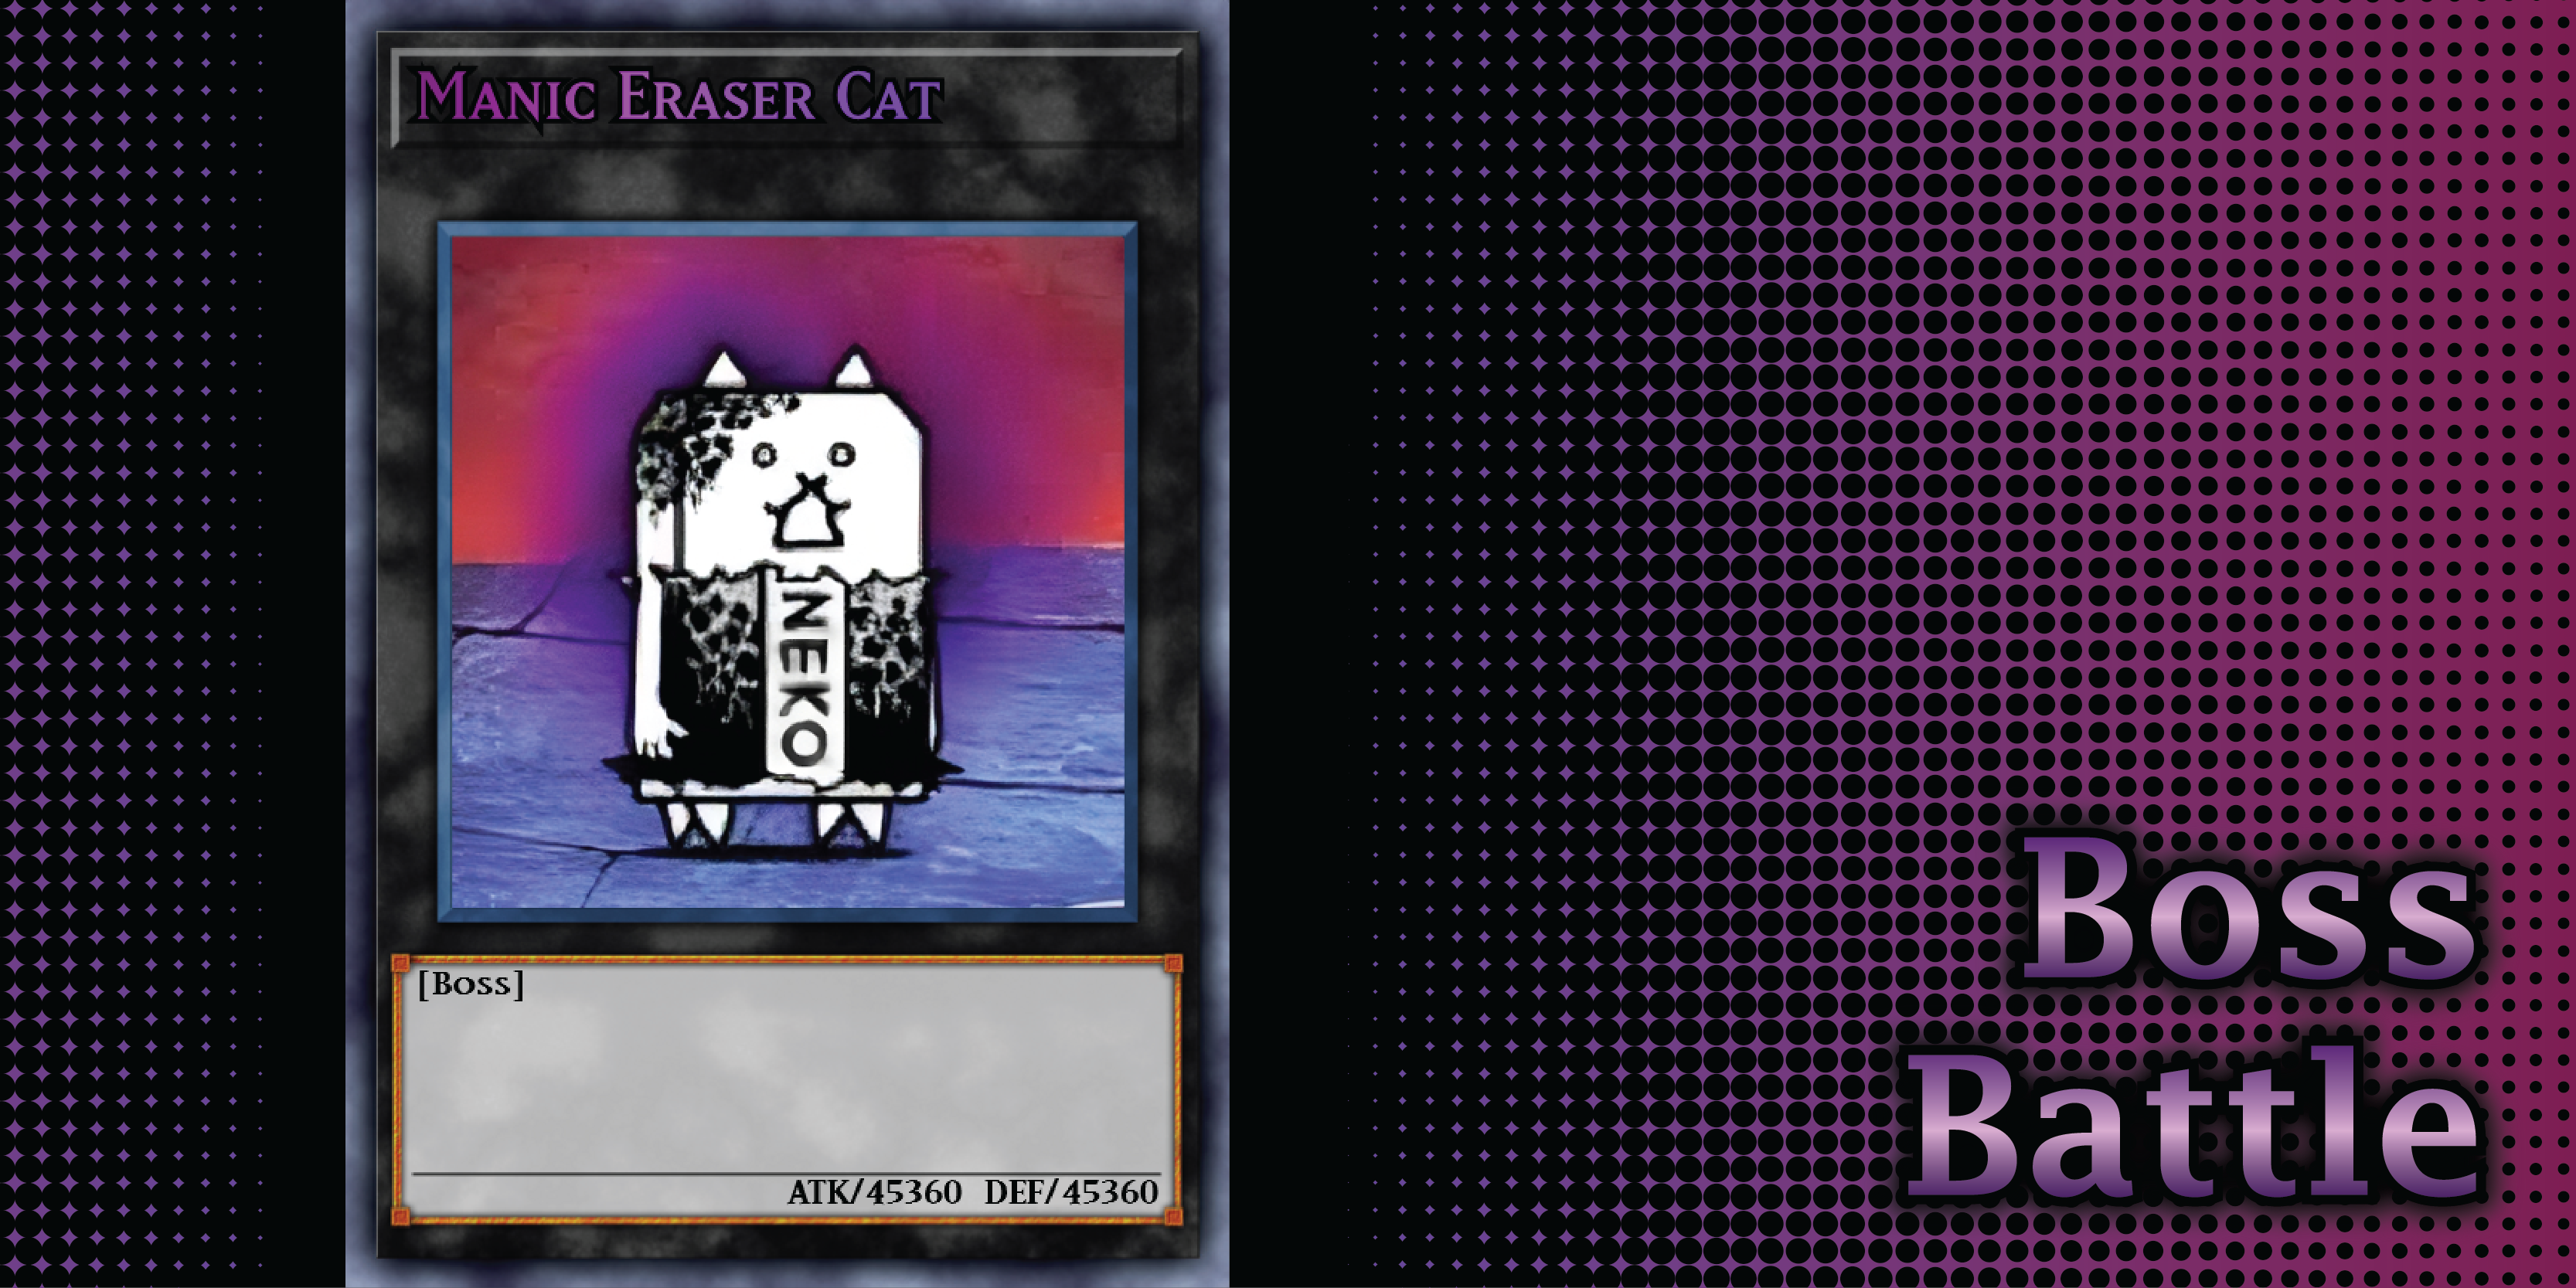 Manic Eraser Cat
NEKO
[Boss]
ATK/45360 DEF/45360
Boss
Battle